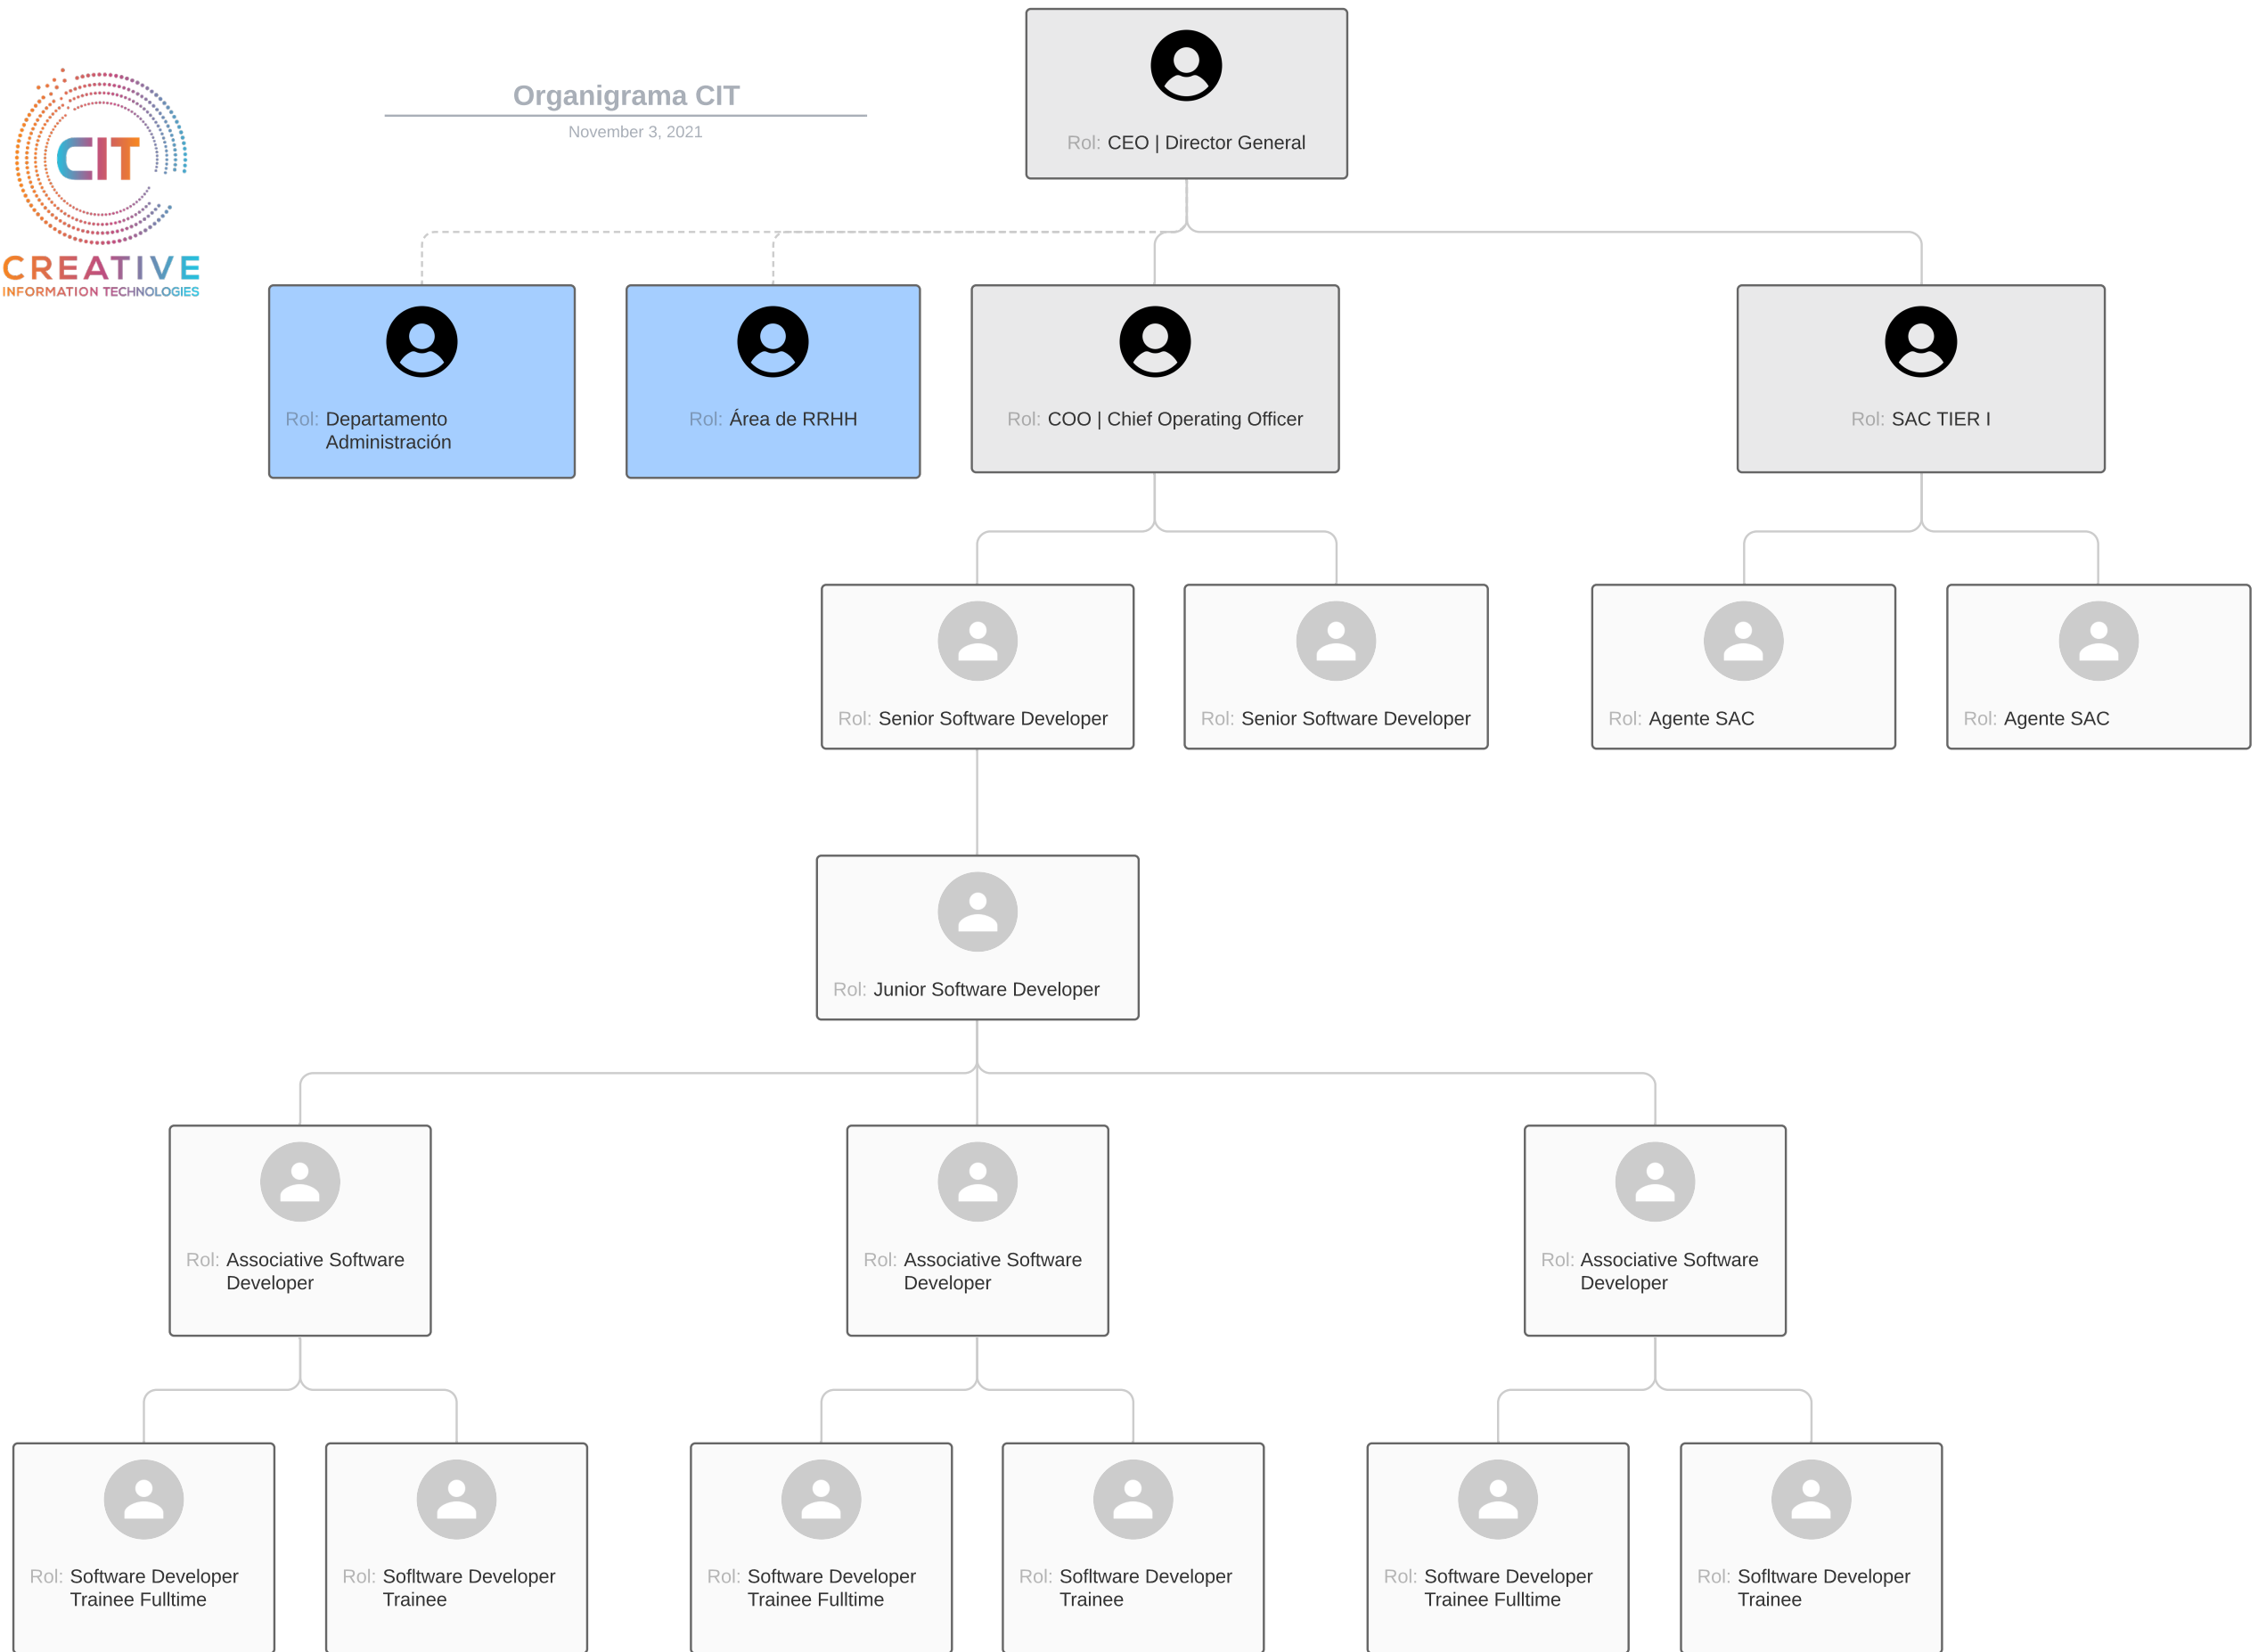 Organigrama CIT
November 3, 2021
CIT
CREATIVE
INFORMATION TECHNOLOGIES
Rol: CEO | Director General
Rol: Departamento
Administración
Rol: Área de RRHH
Rol: COO | Chief Operating Officer
Rol: SAC TIER I
Rol: Senior Software Developer
Rol: Senior Software Developer
Rol: Agente SAC
Rol: Agente SAC
Rol: Junior Software Developer
Rol: Associative Software
Developer
Rol: Associative Software
Developer
Rol: Associative Software
Developer
Rol: Software Developer
Trainee Fulltime
Rol: Sofltware Developer
Trainee
Rol: Software Developer
Trainee Fulltime
Rol: Sofltware Developer
Trainee
Rol: Software Developer
Trainee Fulltime
Rol: Sofltware Developer
Trainee